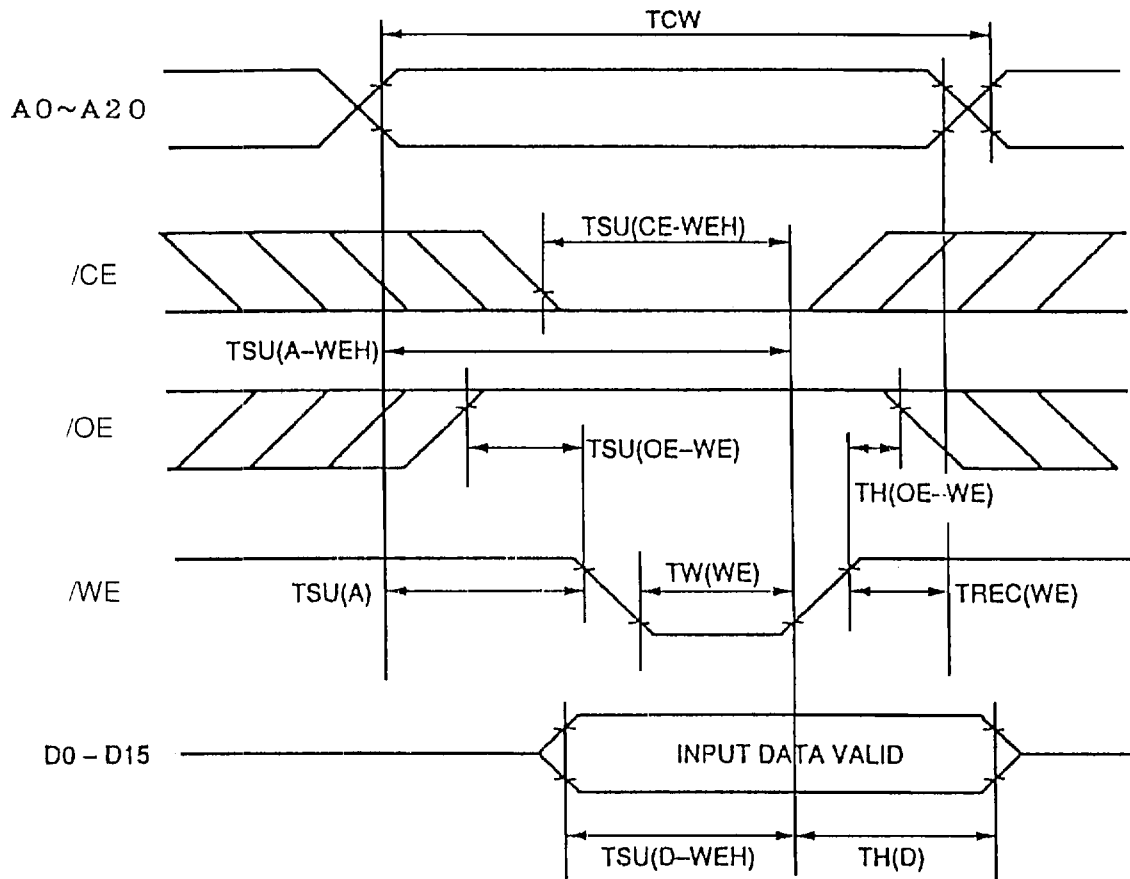 TCW
A0~A20
TSU(CE-WEH)
/CE
TSU(A–WEH)
/OE
TSU(OE–WE)
TH(OE-WE)
/WE
TSU(A)
TW(WE)
TREC(WE)
D0 – D15
INPUT DATA VALID
TSU(D–WEH)
TH(D)